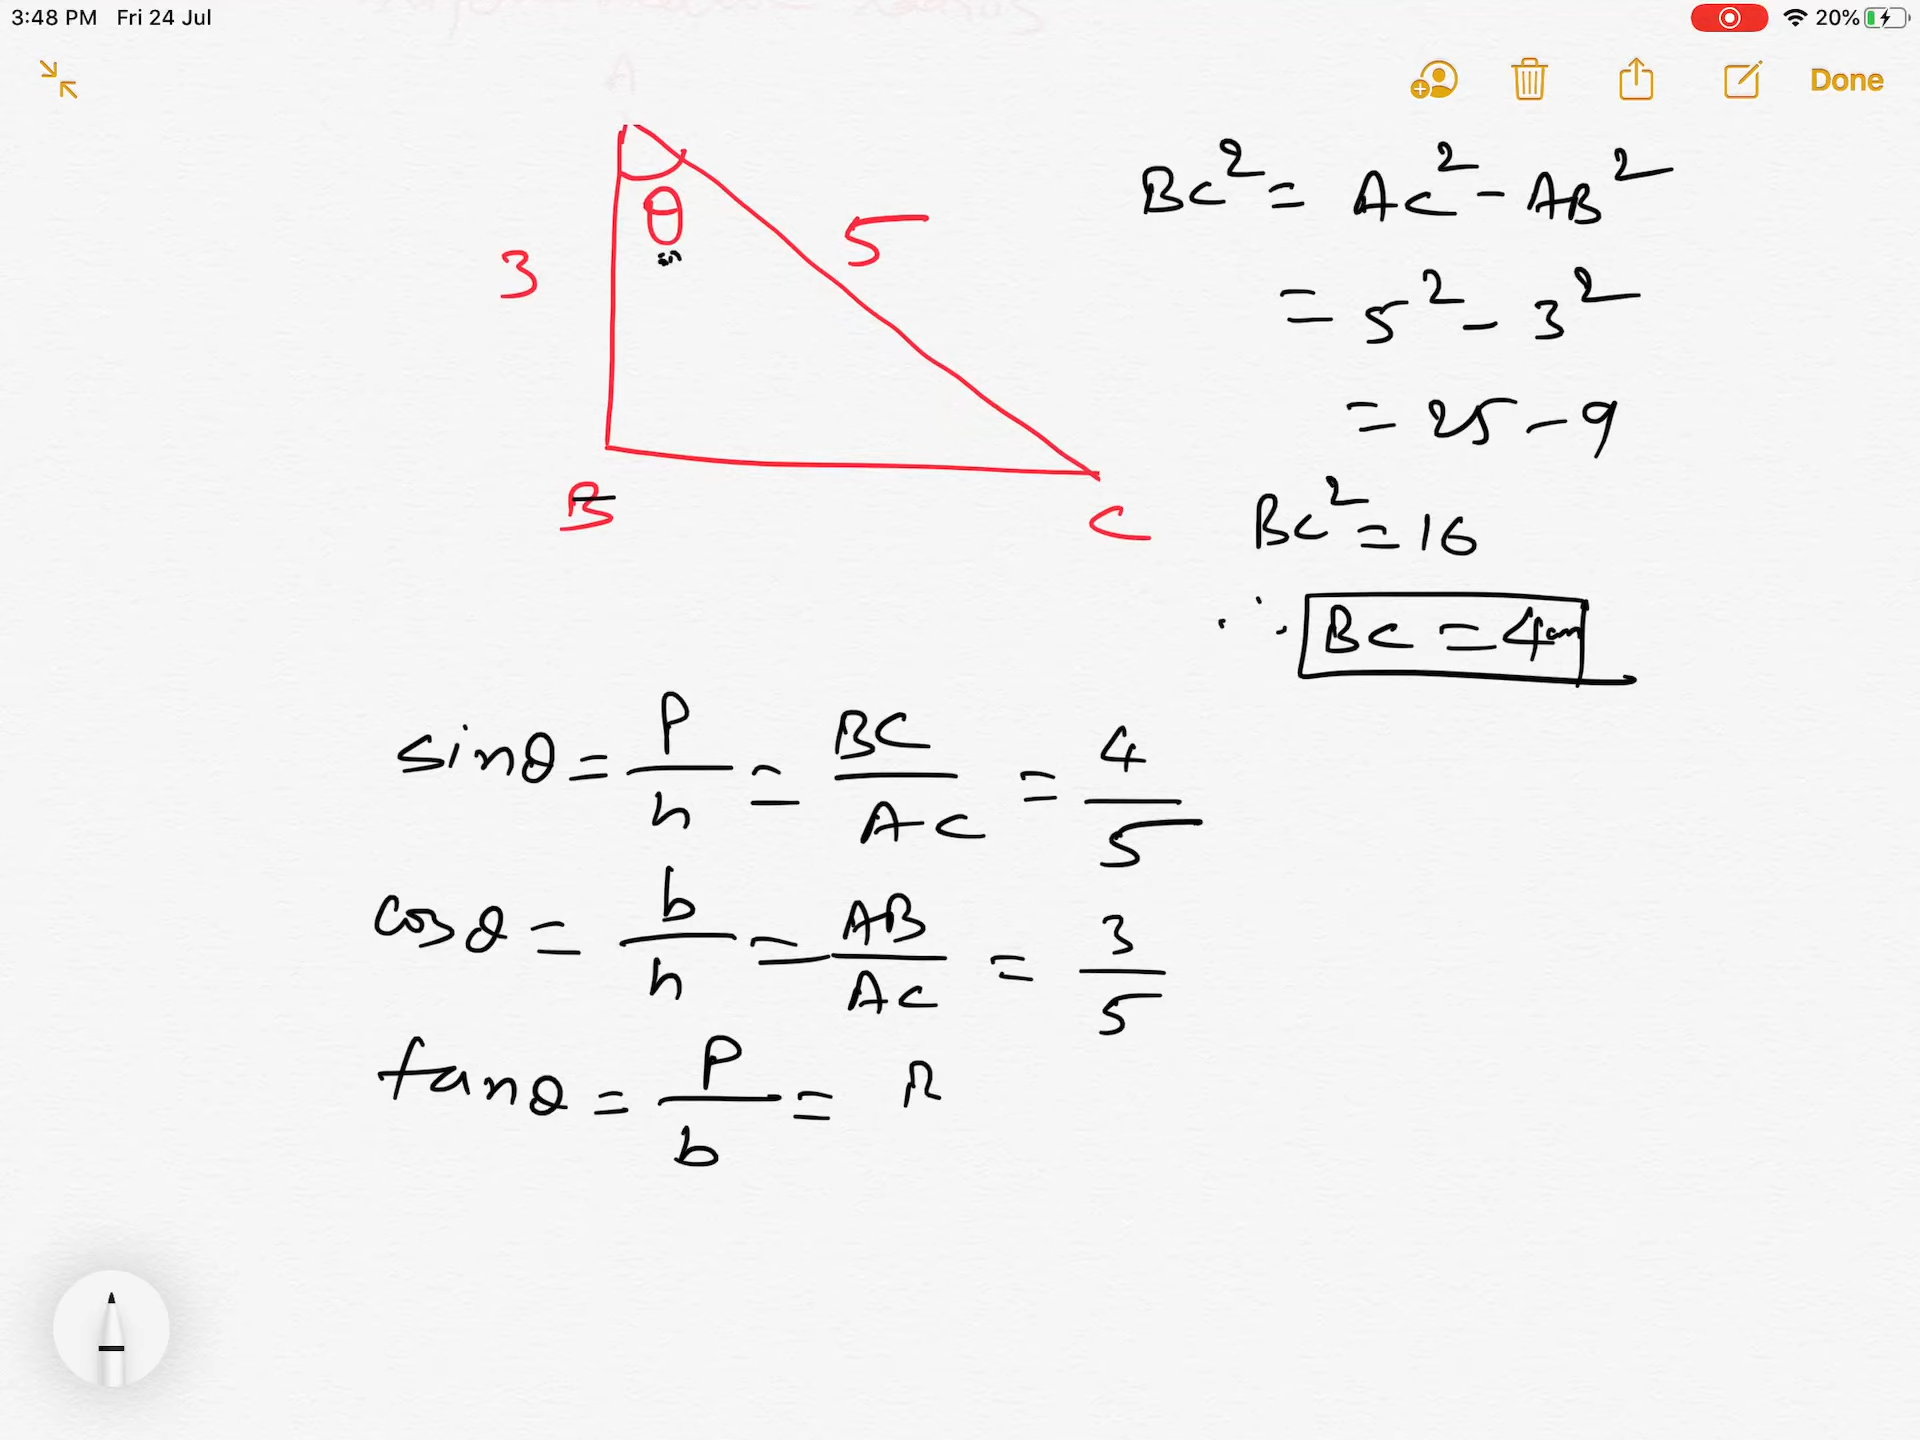 3:48 PM Fri 24 Jul
20%
Done
A
θ
3
5
B
C
BC² = AC² - AB²
= 5² - 3²
= 25 - 9
BC² = 16
∴ BC = 4cm
sinθ = P/h = BC/AC = 4/5
cosθ = b/h = AB/AC = 3/5
tanθ = P/b =